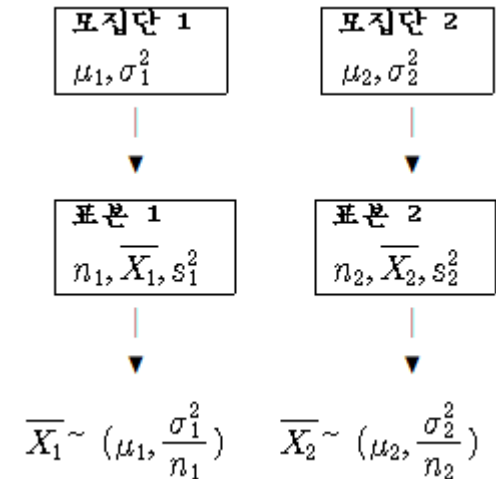 모집단 1
μ₁, σ₁²
모집단 2
μ₂, σ₂²
표본 1
n₁, X̅₁, s₁²
표본 2
n₂, X̅₂, s₂²
X̅₁ ~ (μ₁, σ₁²/n₁)
X̅₂ ~ (μ₂, σ₂²/n₂)